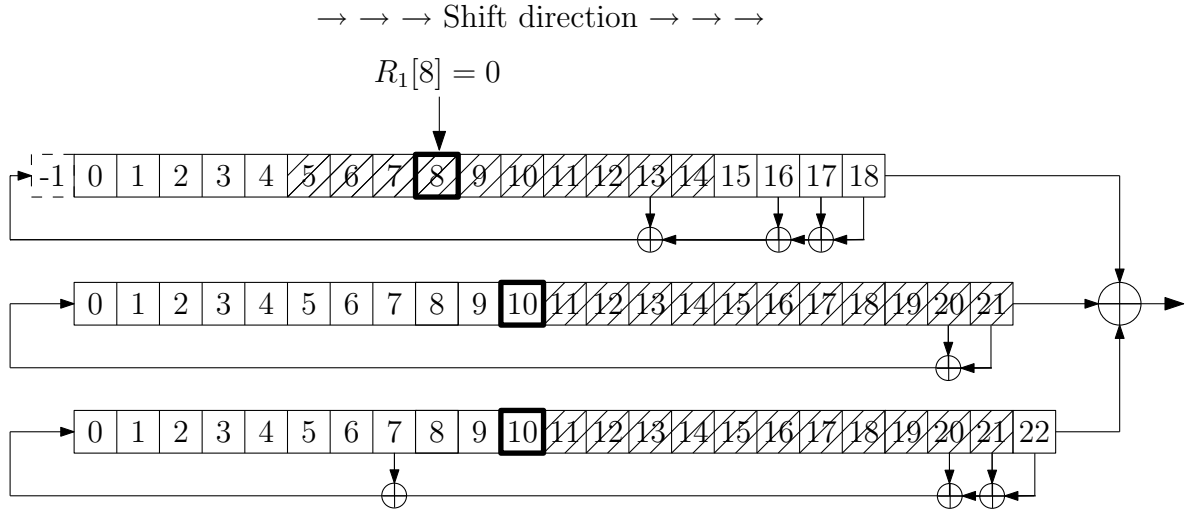 → → → Shift direction → → →
R₁[8] = 0
-1 0 1 2 3 4 5 6 7 8 9 10 11 12 13 14 15 16 17 18
0 1 2 3 4 5 6 7 8 9 10 11 12 13 14 15 16 17 18 19 20 21
0 1 2 3 4 5 6 7 8 9 10 11 12 13 14 15 16 17 18 19 20 21 22